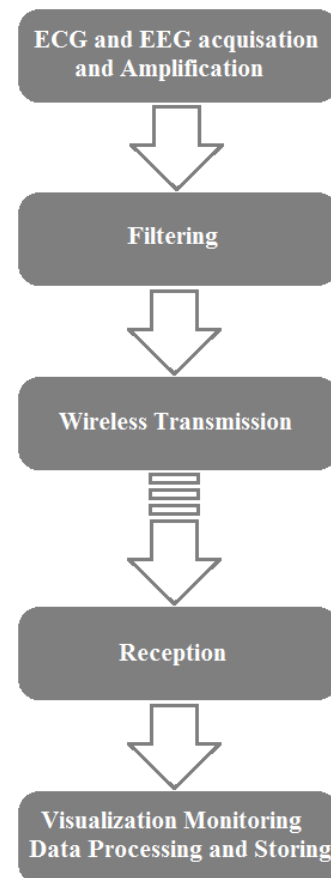 ECG and EEG acquisation
and Amplification
Filtering
Wireless Transmission
Reception
Visualization Monitoring
Data Processing and Storing